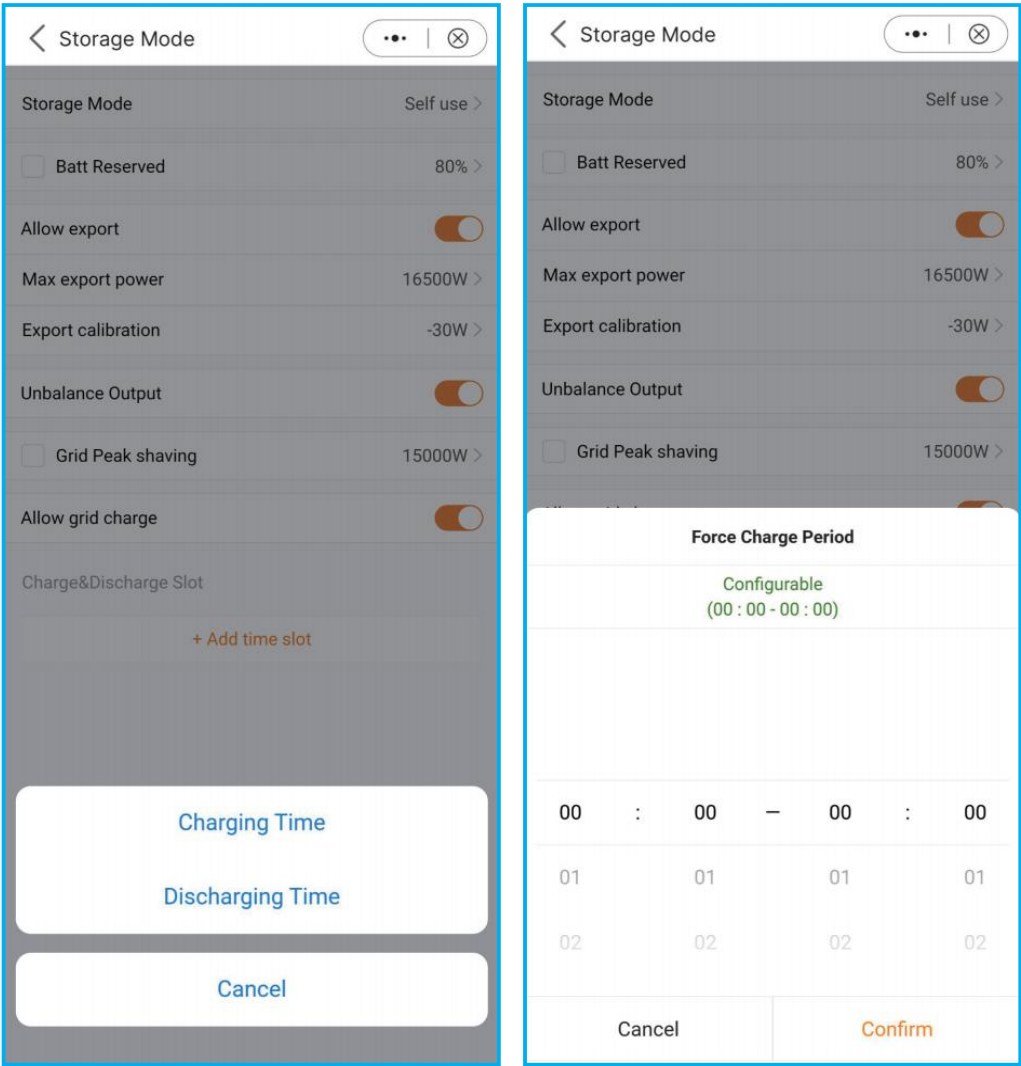 Storage Mode
Storage Mode Self use >
Batt Reserved 80% >
Allow export
Max export power 16500W >
Export calibration -30W >
Unbalance Output
Grid Peak shaving 15000W >
Allow grid charge
Charge&Discharge Slot
+ Add time slot
Charging Time
Discharging Time
Cancel
Storage Mode
Storage Mode Self use >
Batt Reserved 80% >
Allow export
Max export power 16500W >
Export calibration -30W >
Unbalance Output
Grid Peak shaving 15000W >
Force Charge Period
Configurable
(00 : 00 - 00 : 00)
00 : 00 – 00 : 00
01 01 01 01
02 02 02 02
Cancel Confirm